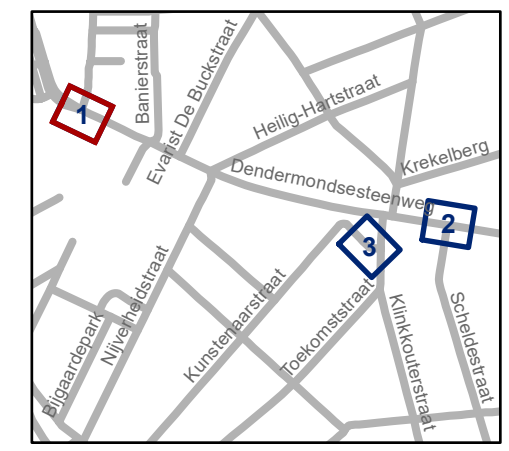 Banierstraat
Evarist De Buckstraat
1
Heilig-Hartstraat
Krekelberg
Dendermondsesteenweg
2
3
Nijverheidstraat
Kunstenaarstraat
Toekomststraat
Klinkkouterstraat
Scheldestraat
Bijgaardepark